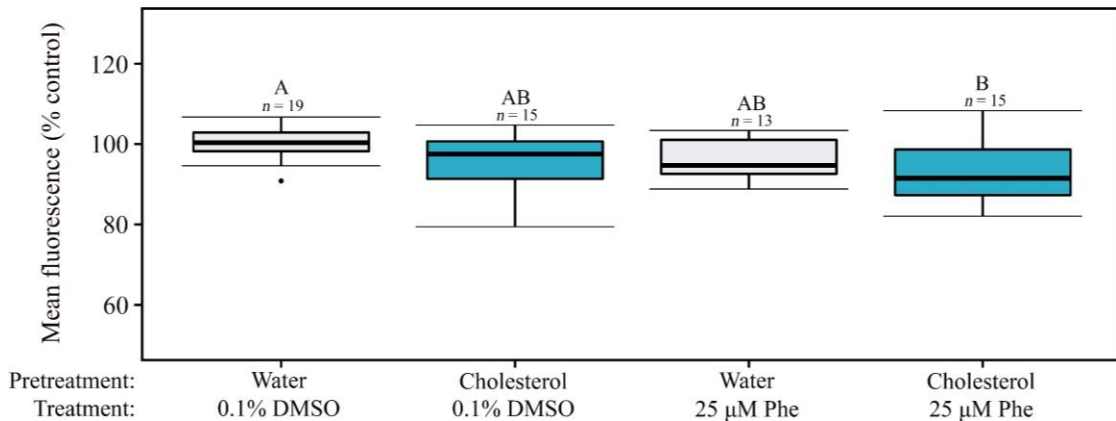 Mean fluorescence (% control)
120
100
80
60
A
n = 19
AB
n = 15
AB
n = 13
B
n = 15
Pretreatment: Water Cholesterol Water Cholesterol
Treatment: 0.1% DMSO 0.1% DMSO 25 μM Phe 25 μM Phe